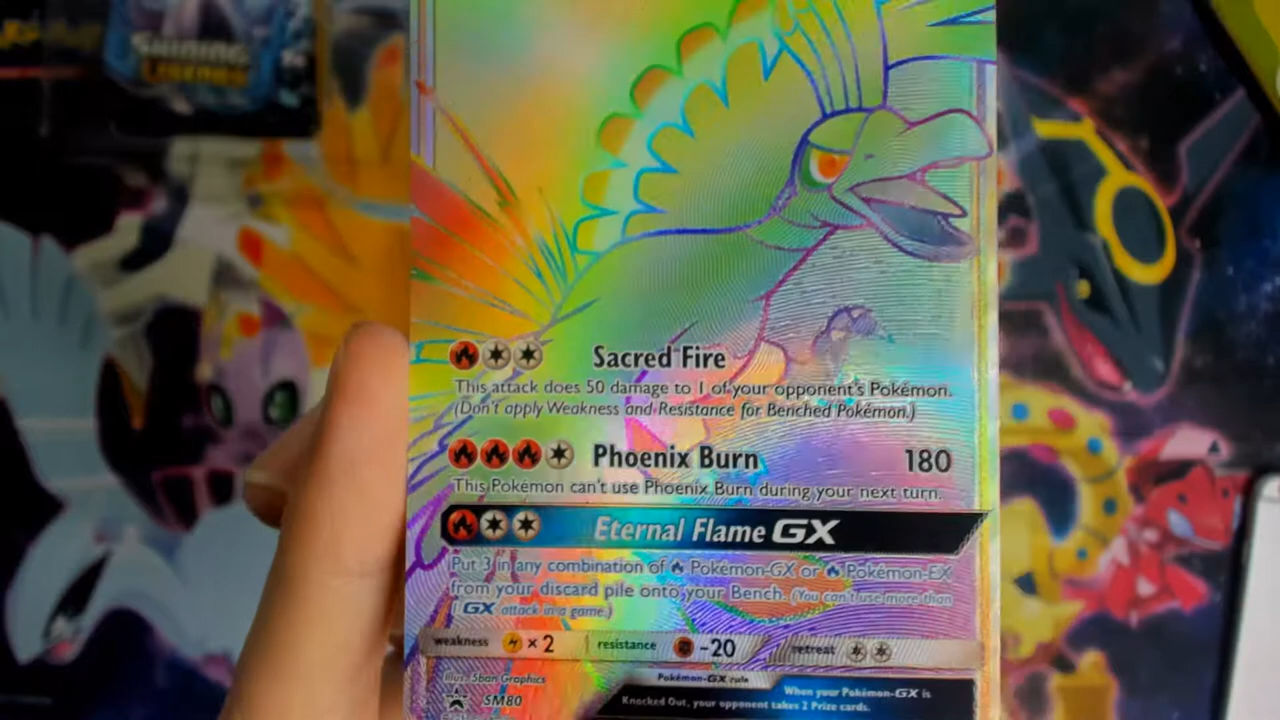 SHINING
LEGENDS
Sacred Fire
This attack does 50 damage to 1 of your opponent's Pokémon.
(Don't apply Weakness and Resistance for Benched Pokémon.)
Phoenix Burn 180
This Pokémon can't use Phoenix Burn during your next turn.
Eternal Flame GX
Put 3 in any combination of Pokémon-GX or Pokémon-EX
from your discard pile onto your Bench. (You can't use more than
1 GX attack in a game.)
weakness × 2 resistance -20 retreat
Illus. 5ban Graphics
SM80
Pokémon-GX rule
When your Pokémon-GX is
Knocked Out, your opponent takes 2 Prize cards.